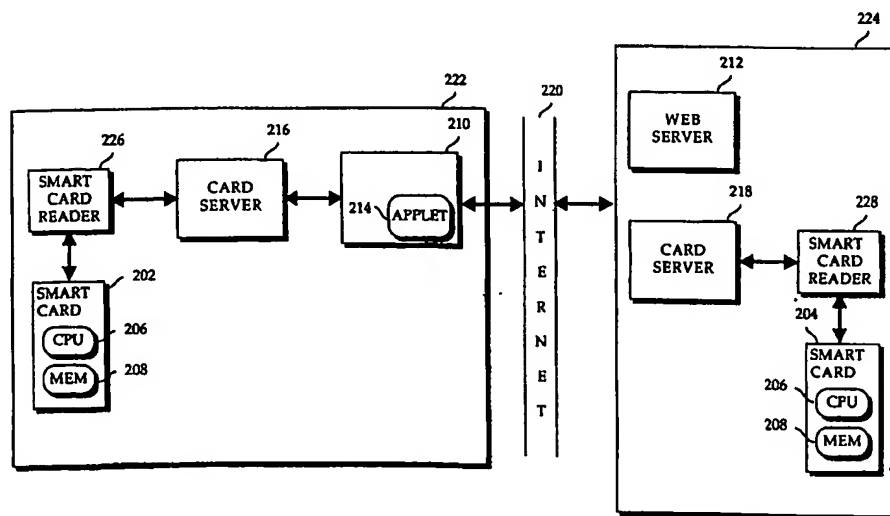 224
222
220
212
226
216
210
WEB
SERVER
SMART
CARD
READER
CARD
SERVER
214
APPLET
INTERNET
218
228
CARD
SERVER
SMART
CARD
READER
202
SMART
CARD
CPU
206
MEM
208
204
SMART
CARD
206
CPU
208
MEM